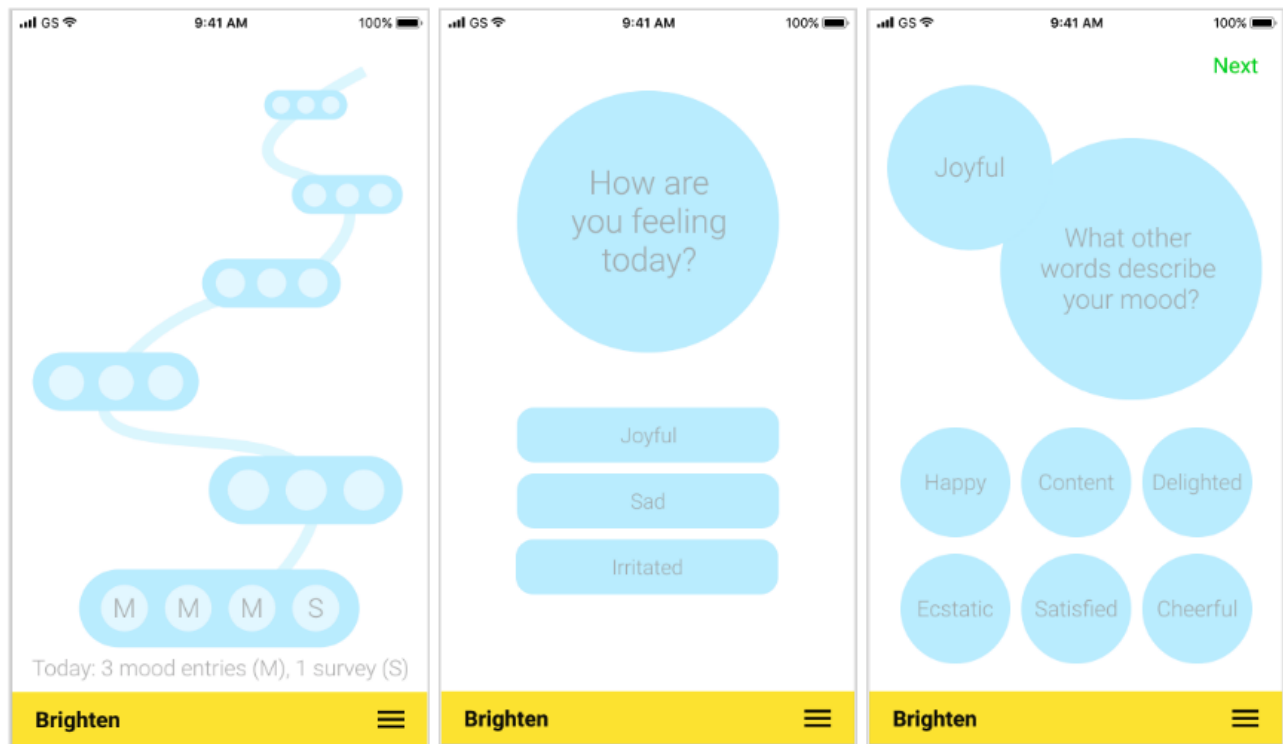 GS 9:41 AM 100%
M M M S
Today: 3 mood entries (M), 1 survey (S)
Brighten
GS 9:41 AM 100%
How are
you feeling
today?
Joyful
Sad
Irritated
Brighten
GS 9:41 AM 100%
Next
Joyful
What other
words describe
your mood?
Happy Content Delighted
Ecstatic Satisfied Cheerful
Brighten